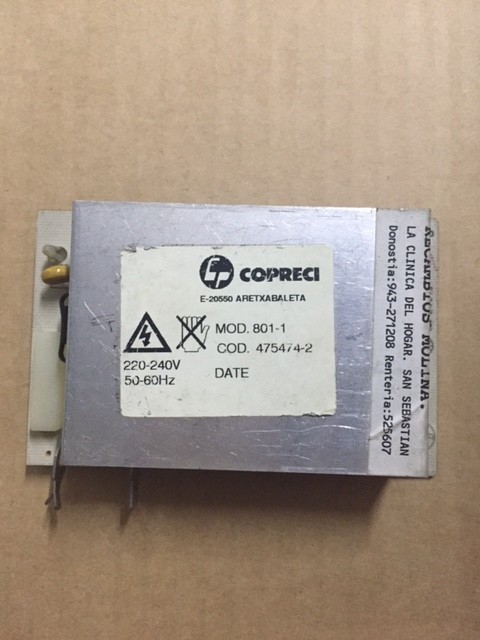 COPRECI
E-20550 ARETXABALETA
MOD. 801-1
COD. 475474-2
220-240V
50-60Hz
DATE
RECAMBIOS MOLINA.
LA CLINICA DEL HOGAR. SAN SEBASTIAN
Donostia:943-271208 Renteria:525607